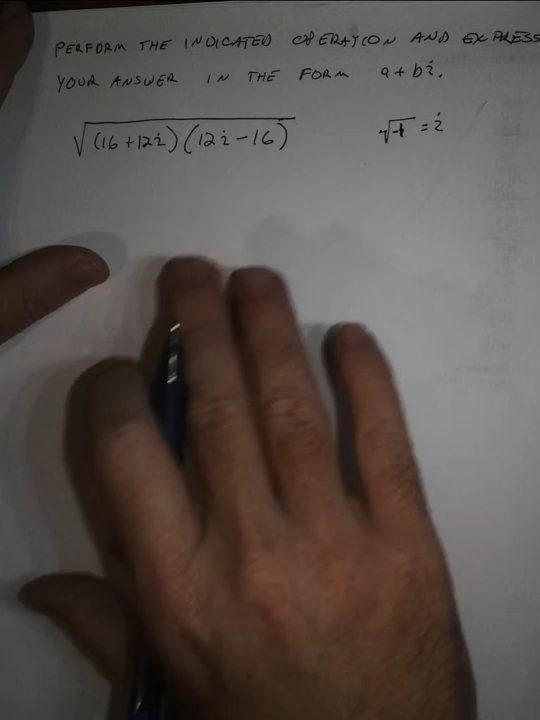 PERFORM THE INDICATED OPERATION AND EXPRESS
YOUR ANSWER IN THE FORM a + bi.
√(16 + 12i)(12i - 16) √-1 = i